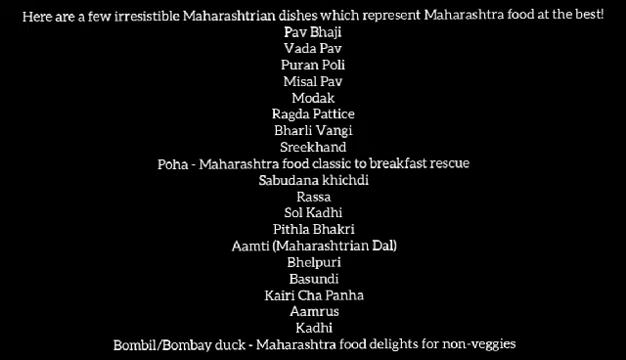 Here are a few irresistible Maharashtrian dishes which represent Maharashtra food at the best!
Pav Bhaji
Vada Pav
Puran Poli
Misal Pav
Modak
Ragda Pattice
Bharli Vangi
Sreekhand
Poha - Maharashtra food classic to breakfast rescue
Sabudana khichdi
Rassa
Sol Kadhi
Pithla Bhakri
Aamti (Maharashtrian Dal)
Bhelpuri
Basundi
Kairi Cha Panha
Aamrus
Kadhi
Bombil/Bombay duck - Maharashtra food delights for non-veggies